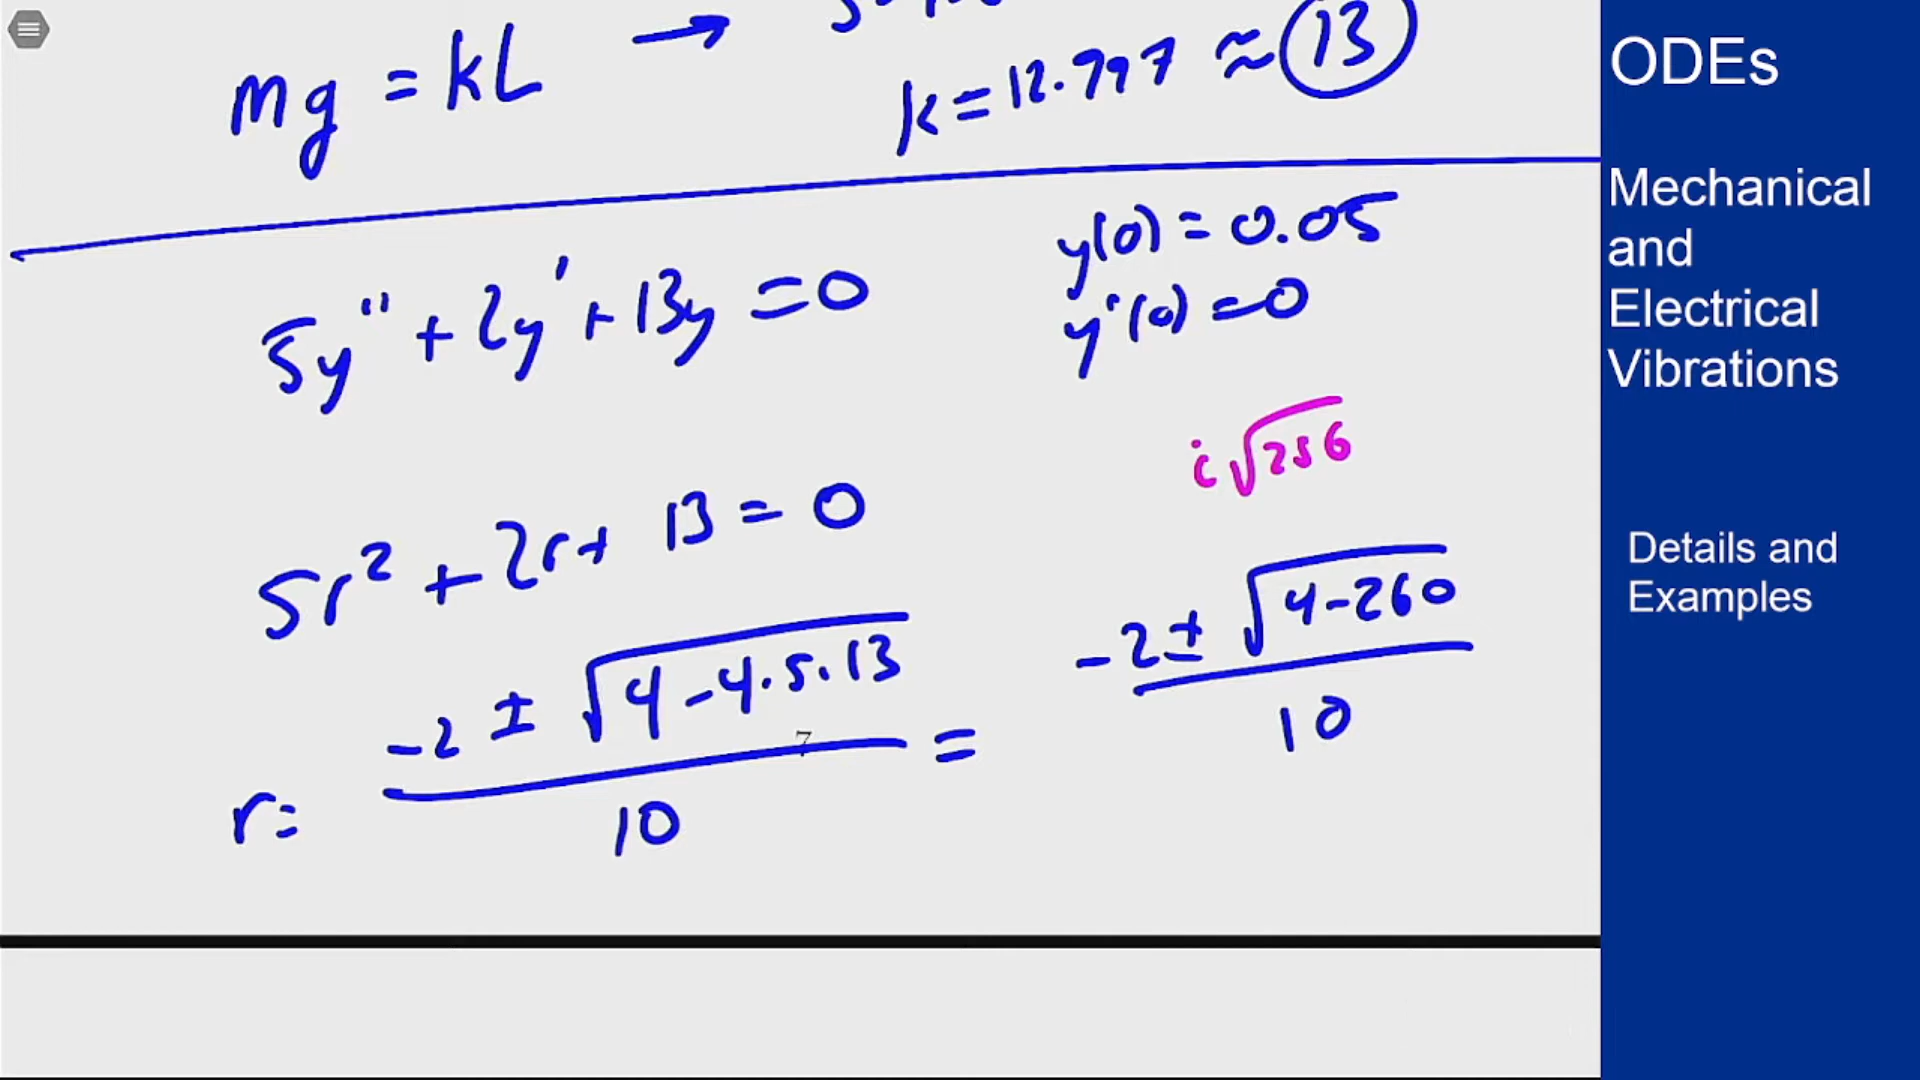 mg = kL →
k = 12.797 ≈ 13
5y'' + 2y' + 13y = 0
y(0) = 0.05
y'(0) = 0
i√256
5r² + 2r + 13 = 0
r = (-2 ± √(4 - 4·5·13)) / 10 = (-2 ± √(4-260)) / 10
7
ODEs
Mechanical
and
Electrical
Vibrations
Details and
Examples